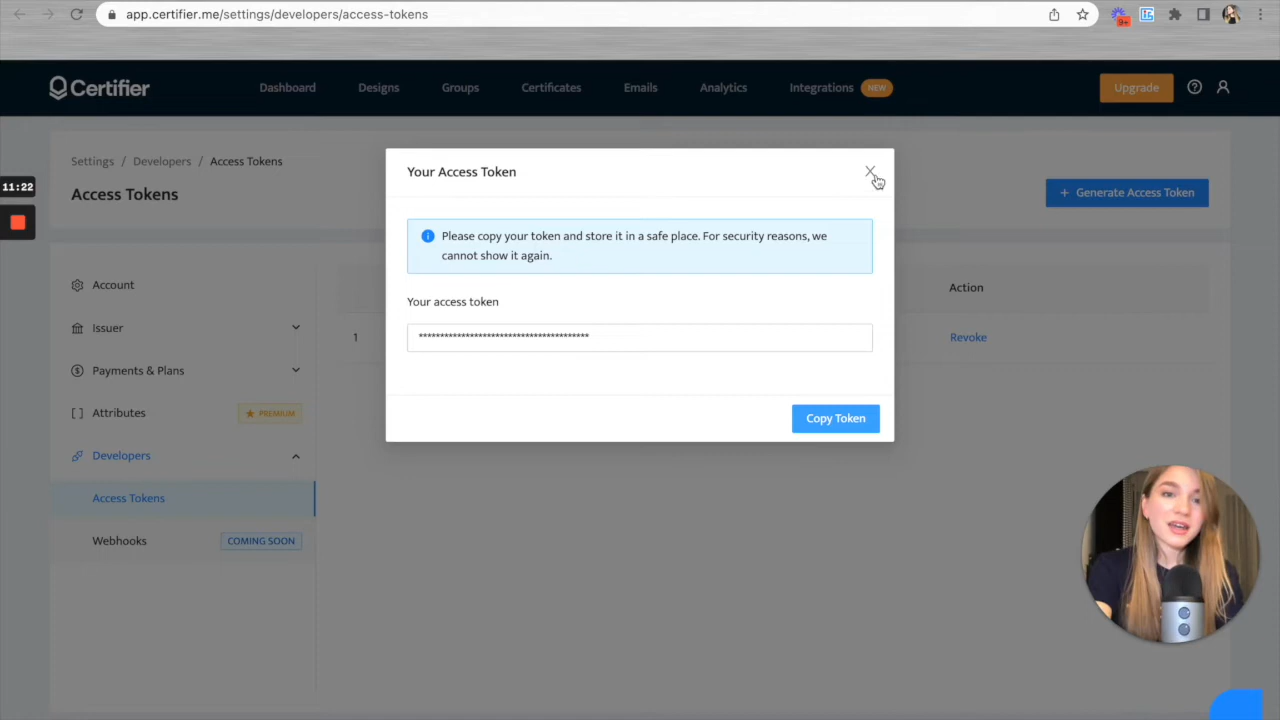 app.certifier.me/settings/developers/access-tokens
9+
Certifier
Dashboard
Designs
Groups
Certificates
Emails
Analytics
Integrations
NEW
Upgrade
Settings / Developers / Access Tokens
Access Tokens
+ Generate Access Token
11:22
Your Access Token
Please copy your token and store it in a safe place. For security reasons, we
cannot show it again.
Your access token
****************************************
Copy Token
Account
Issuer
Payments & Plans
Attributes
PREMIUM
Developers
Access Tokens
Webhooks
COMING SOON
Action
1
Revoke